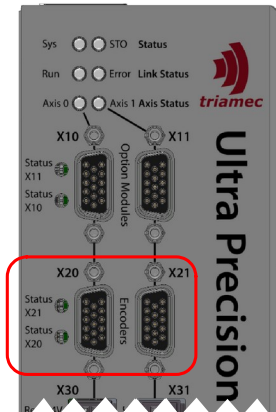 Sys STO Status
Run Error Link Status
Axis 0 Axis 1 Axis Status
triamec
X10 X11
Option Modules
Status
X11
Status
X10
Ultra Precision
X20 X21
Encoders
Status
X21
Status
X20
X30 X31